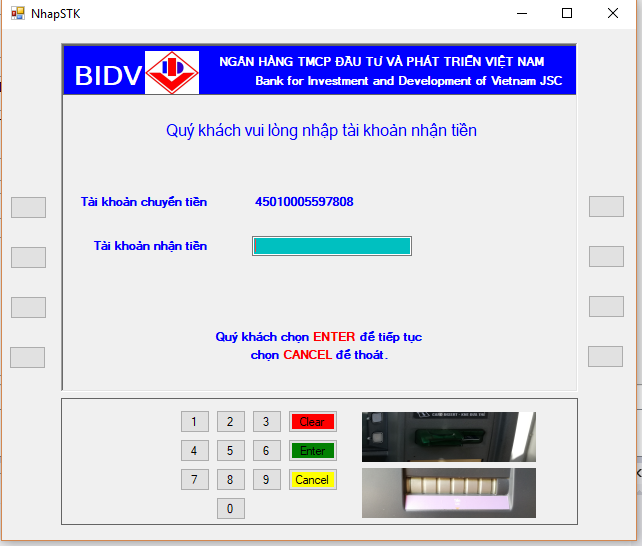 NhapSTK
BIDV
NGÂN HÀNG TMCP ĐẦU TƯ VÀ PHÁT TRIỂN VIỆT NAM
Bank for Investment and Development of Vietnam JSC
Quý khách vui lòng nhập tài khoản nhận tiền
Tài khoản chuyển tiền 45010005597808
Tài khoản nhận tiền
Quý khách chọn ENTER để tiếp tục
chọn CANCEL để thoát.
1 2 3 Clear
4 5 6 Enter
7 8 9 Cancel
0